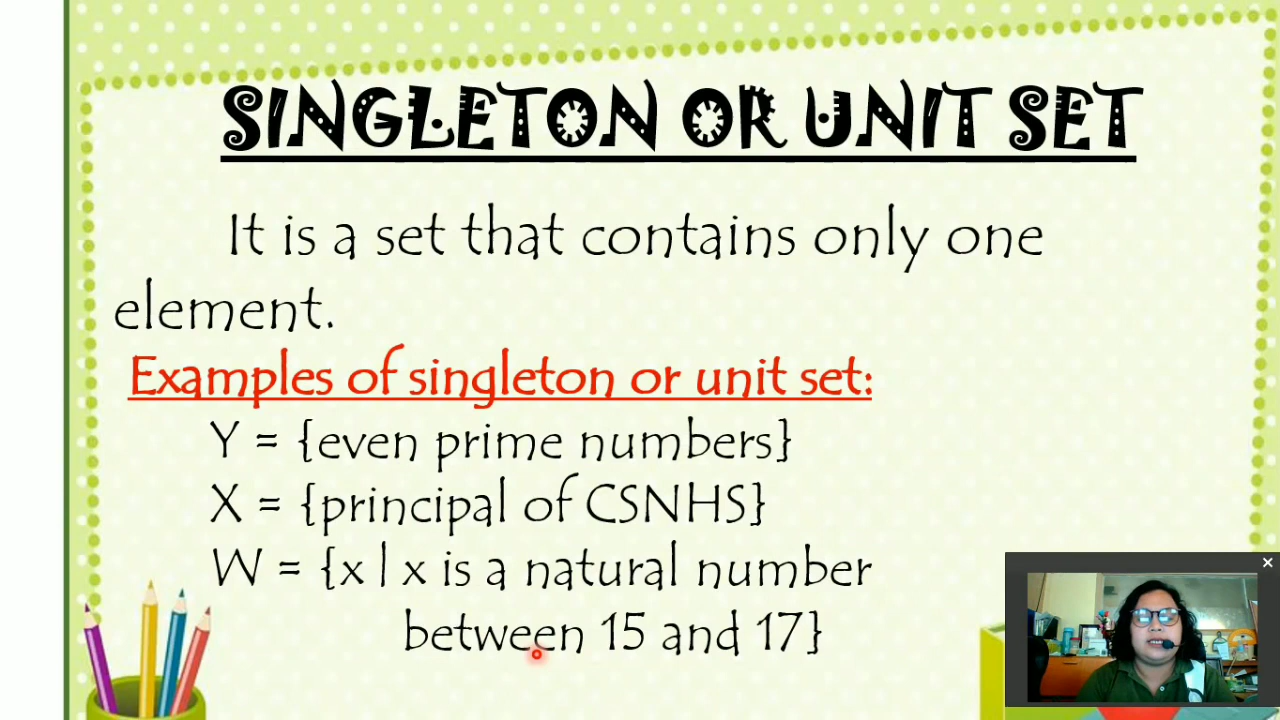 SINGLETON OR UNIT SET
It is a set that contains only one
element.
Examples of singleton or unit set:
Y = {even prime numbers}
X = {principal of CSNHS}
W = {x | x is a natural number
between 15 and 17}